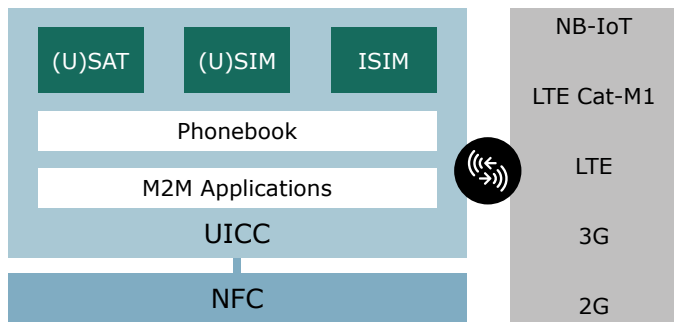 (U)SAT
(U)SIM
ISIM
Phonebook
M2M Applications
UICC
NFC
NB-IoT
LTE Cat-M1
LTE
3G
2G